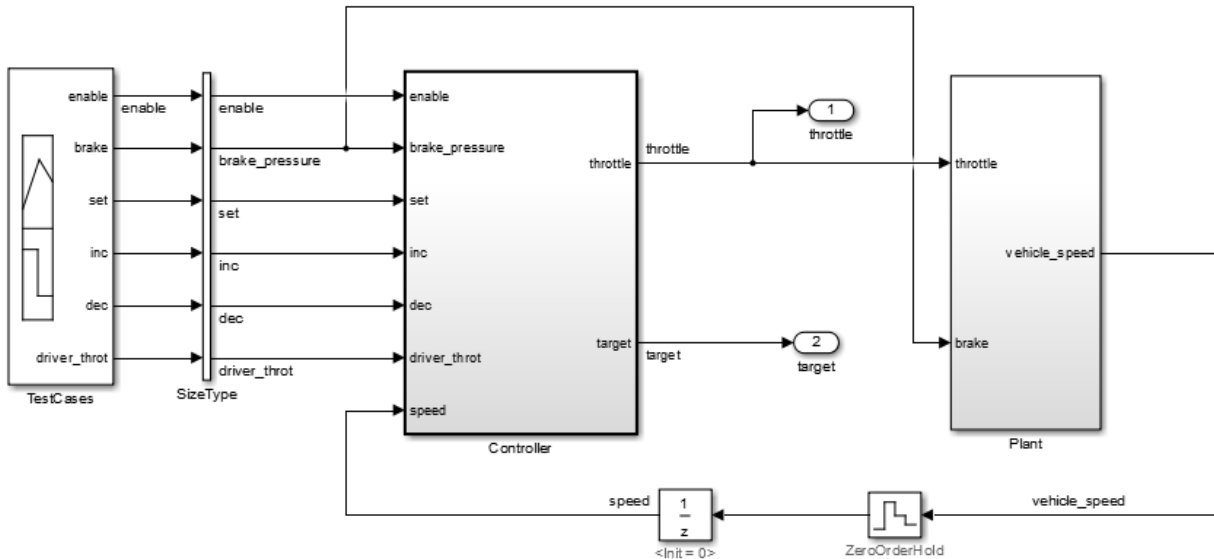 enable
brake
set
inc
dec
driver_throt
TestCases
enable
SizeType
enable
brake_pressure
set
inc
dec
driver_throt
enable
brake_pressure
set
inc
dec
driver_throt
speed
throttle
target
Controller
throttle
target
1
throttle
2
target
throttle
brake
vehicle_speed
Plant
speed
1
z
<Init = 0>
ZeroOrderHold
vehicle_speed